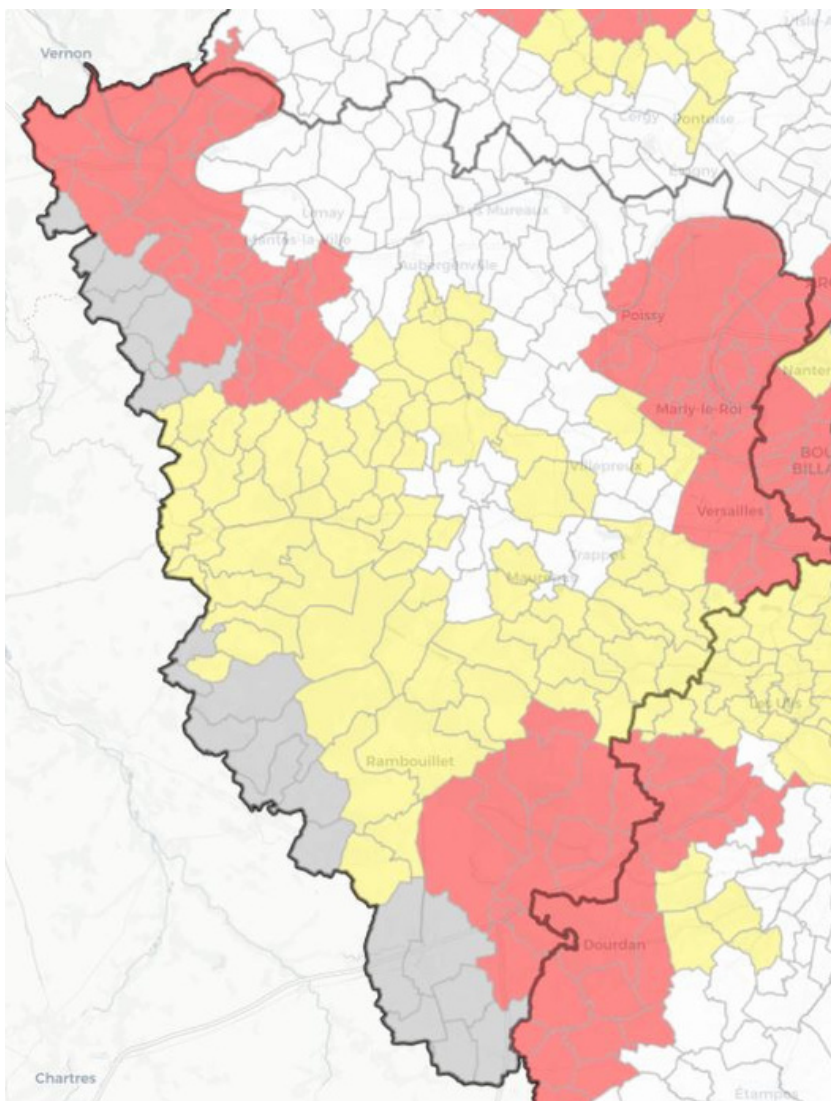 Vernon
Cergy
Pontoise
Limay
Les Mureaux
Mantes-la-Ville
Aubergenville
Poissy
Marly-le-Roi
Villepreux
Versailles
Trappes
Maurepas
Les Ulis
Rambouillet
Dourdan
Chartres
Étampes